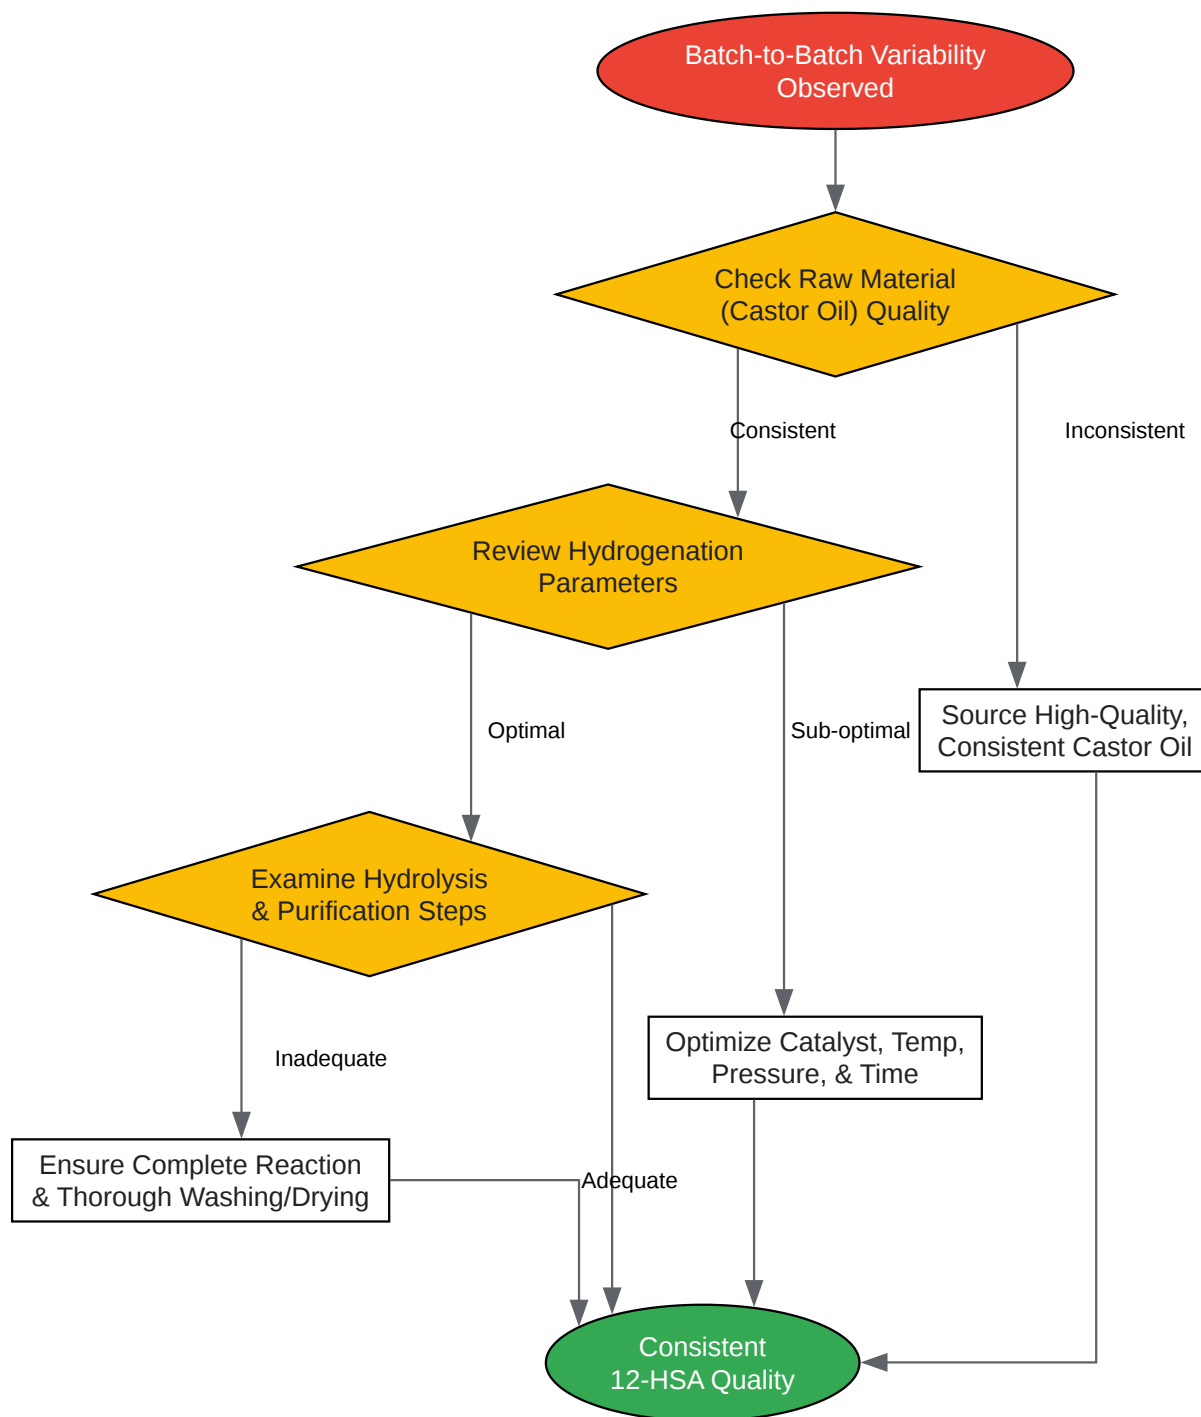 Batch-to-Batch Variability
Observed
Check Raw Material
(Castor Oil) Quality
Consistent
Inconsistent
Review Hydrogenation
Parameters
Optimal
Sub-optimal
Source High-Quality,
Consistent Castor Oil
Examine Hydrolysis
& Purification Steps
Inadequate
Optimize Catalyst, Temp,
Pressure, & Time
Ensure Complete Reaction
& Thorough Washing/Drying
Adequate
Consistent
12-HSA Quality